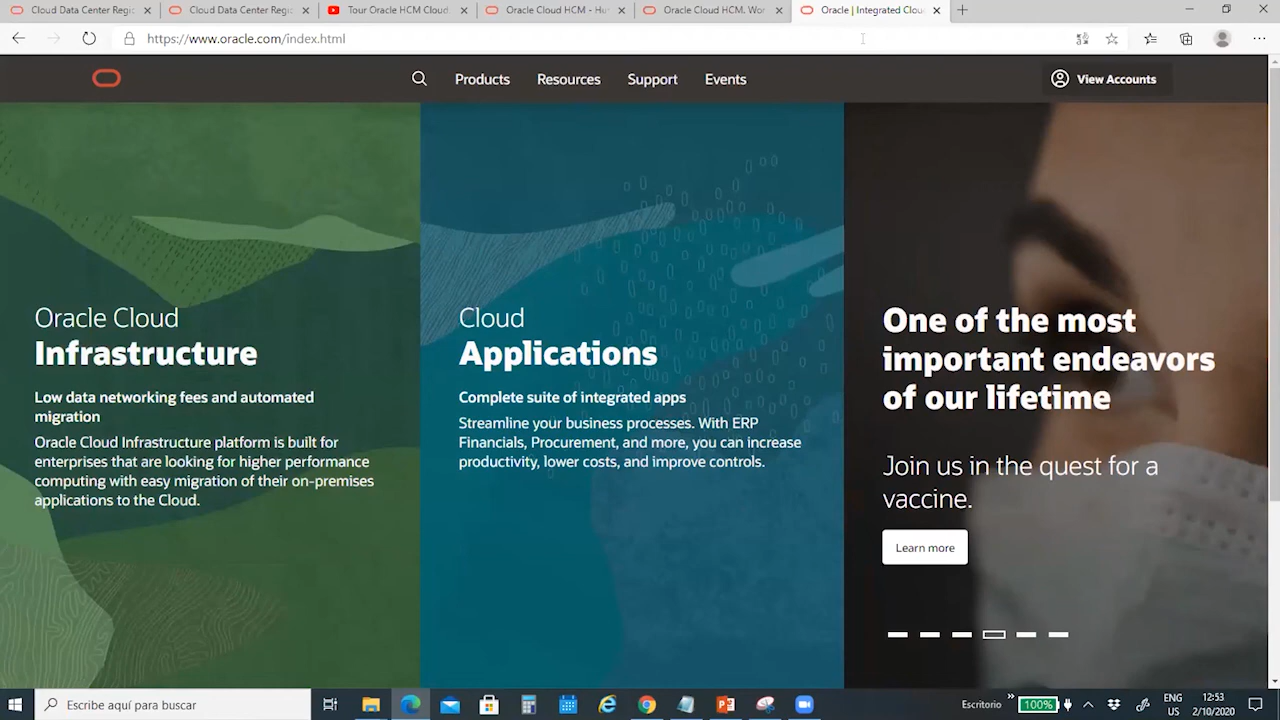 Cloud Data Center Regi
Cloud Data Center Regi
Tour Oracle HCM Cloud
Oracle Cloud HCM - Hu
Oracle Cloud HCM. Wor
Oracle | Integrated Clou
https://www.oracle.com/index.html
Products
Resources
Support
Events
View Accounts
Oracle Cloud
Infrastructure
Low data networking fees and automated
migration
Oracle Cloud Infrastructure platform is built for
enterprises that are looking for higher performance
computing with easy migration of their on-premises
applications to the Cloud.
Cloud
Applications
Complete suite of integrated apps
Streamline your business processes. With ERP
Financials, Procurement, and more, you can increase
productivity, lower costs, and improve controls.
One of the most
important endeavors
of our lifetime
Join us in the quest for a
vaccine.
Learn more
Escribe aquí para buscar
Escritorio
100%
ENG
US
12:53
2/10/2020